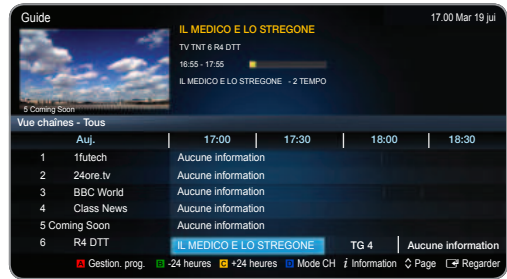 Guide
17.00 Mar 19 jui
IL MEDICO E LO STREGONE
TV TNT 6 R4 DTT
16:55 - 17:55
IL MEDICO E LO STREGONE - 2 TEMPO
5 Coming Soon
Vue chaînes - Tous
Auj. 17:00 17:30 18:00 18:30
1 1futech Aucune information
2 24ore.tv Aucune information
3 BBC World Aucune information
4 Class News Aucune information
5 Coming Soon Aucune information
6 R4 DTT IL MEDICO E LO STREGONE TG 4 Aucune information
A Gestion. prog. B -24 heures C +24 heures D Mode CH i Information Page Regarder